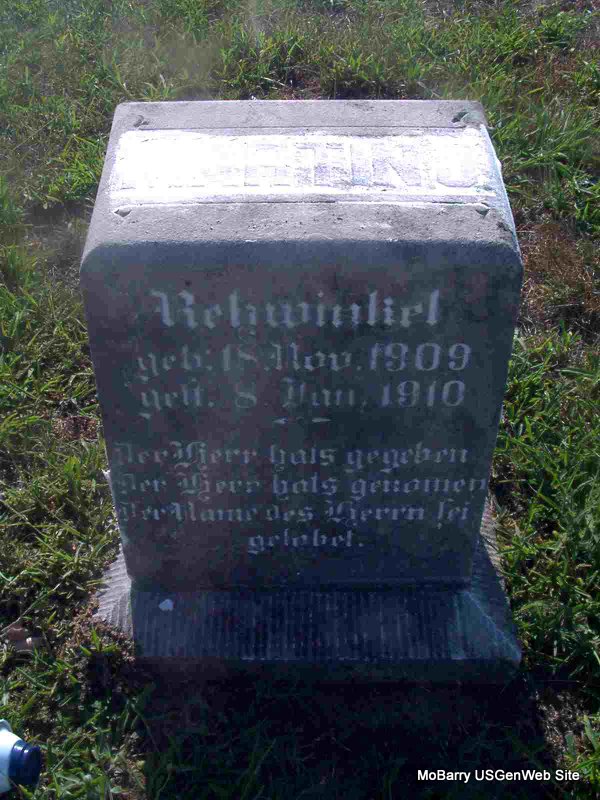 Rehwinkel
geb. 18 Nov. 1909
gest. 8 Jan. 1910
Der Herr hats gegeben
der Herr hats genomen
Der Name des Herrn sei
gelobet.
MoBarry USGenWeb Site